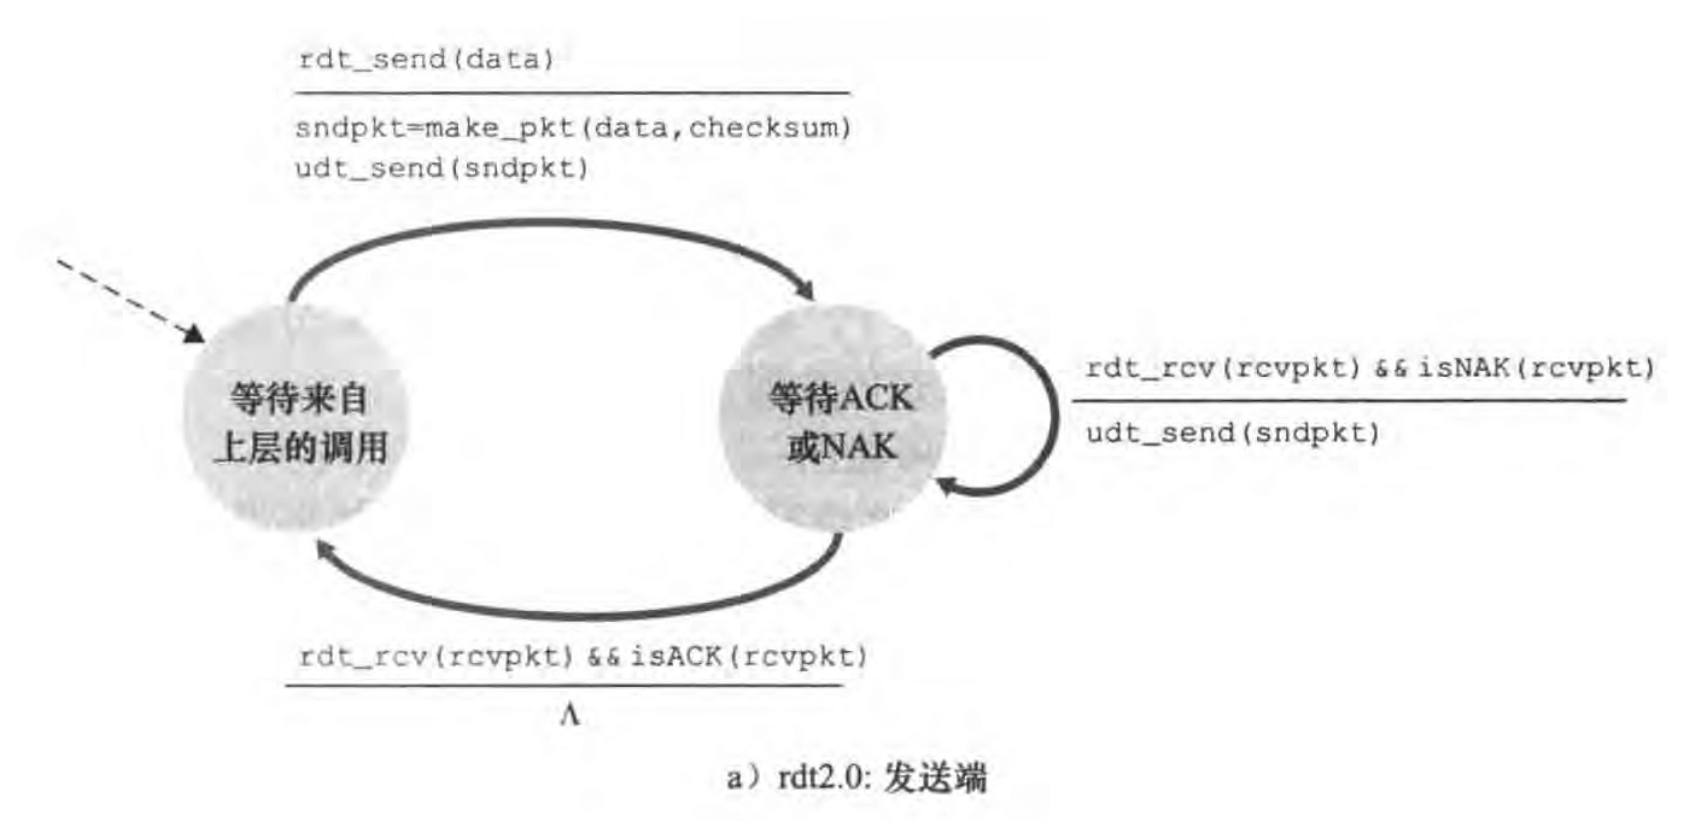 rdt_send(data)
sndpkt=make_pkt(data,checksum)
udt_send(sndpkt)
等待来自
上层的调用
等待ACK
或NAK
rdt_rcv(rcvpkt) && isNAK(rcvpkt)
udt_send(sndpkt)
rdt_rcv(rcvpkt) && isACK(rcvpkt)
Λ
a）rdt2.0: 发送端